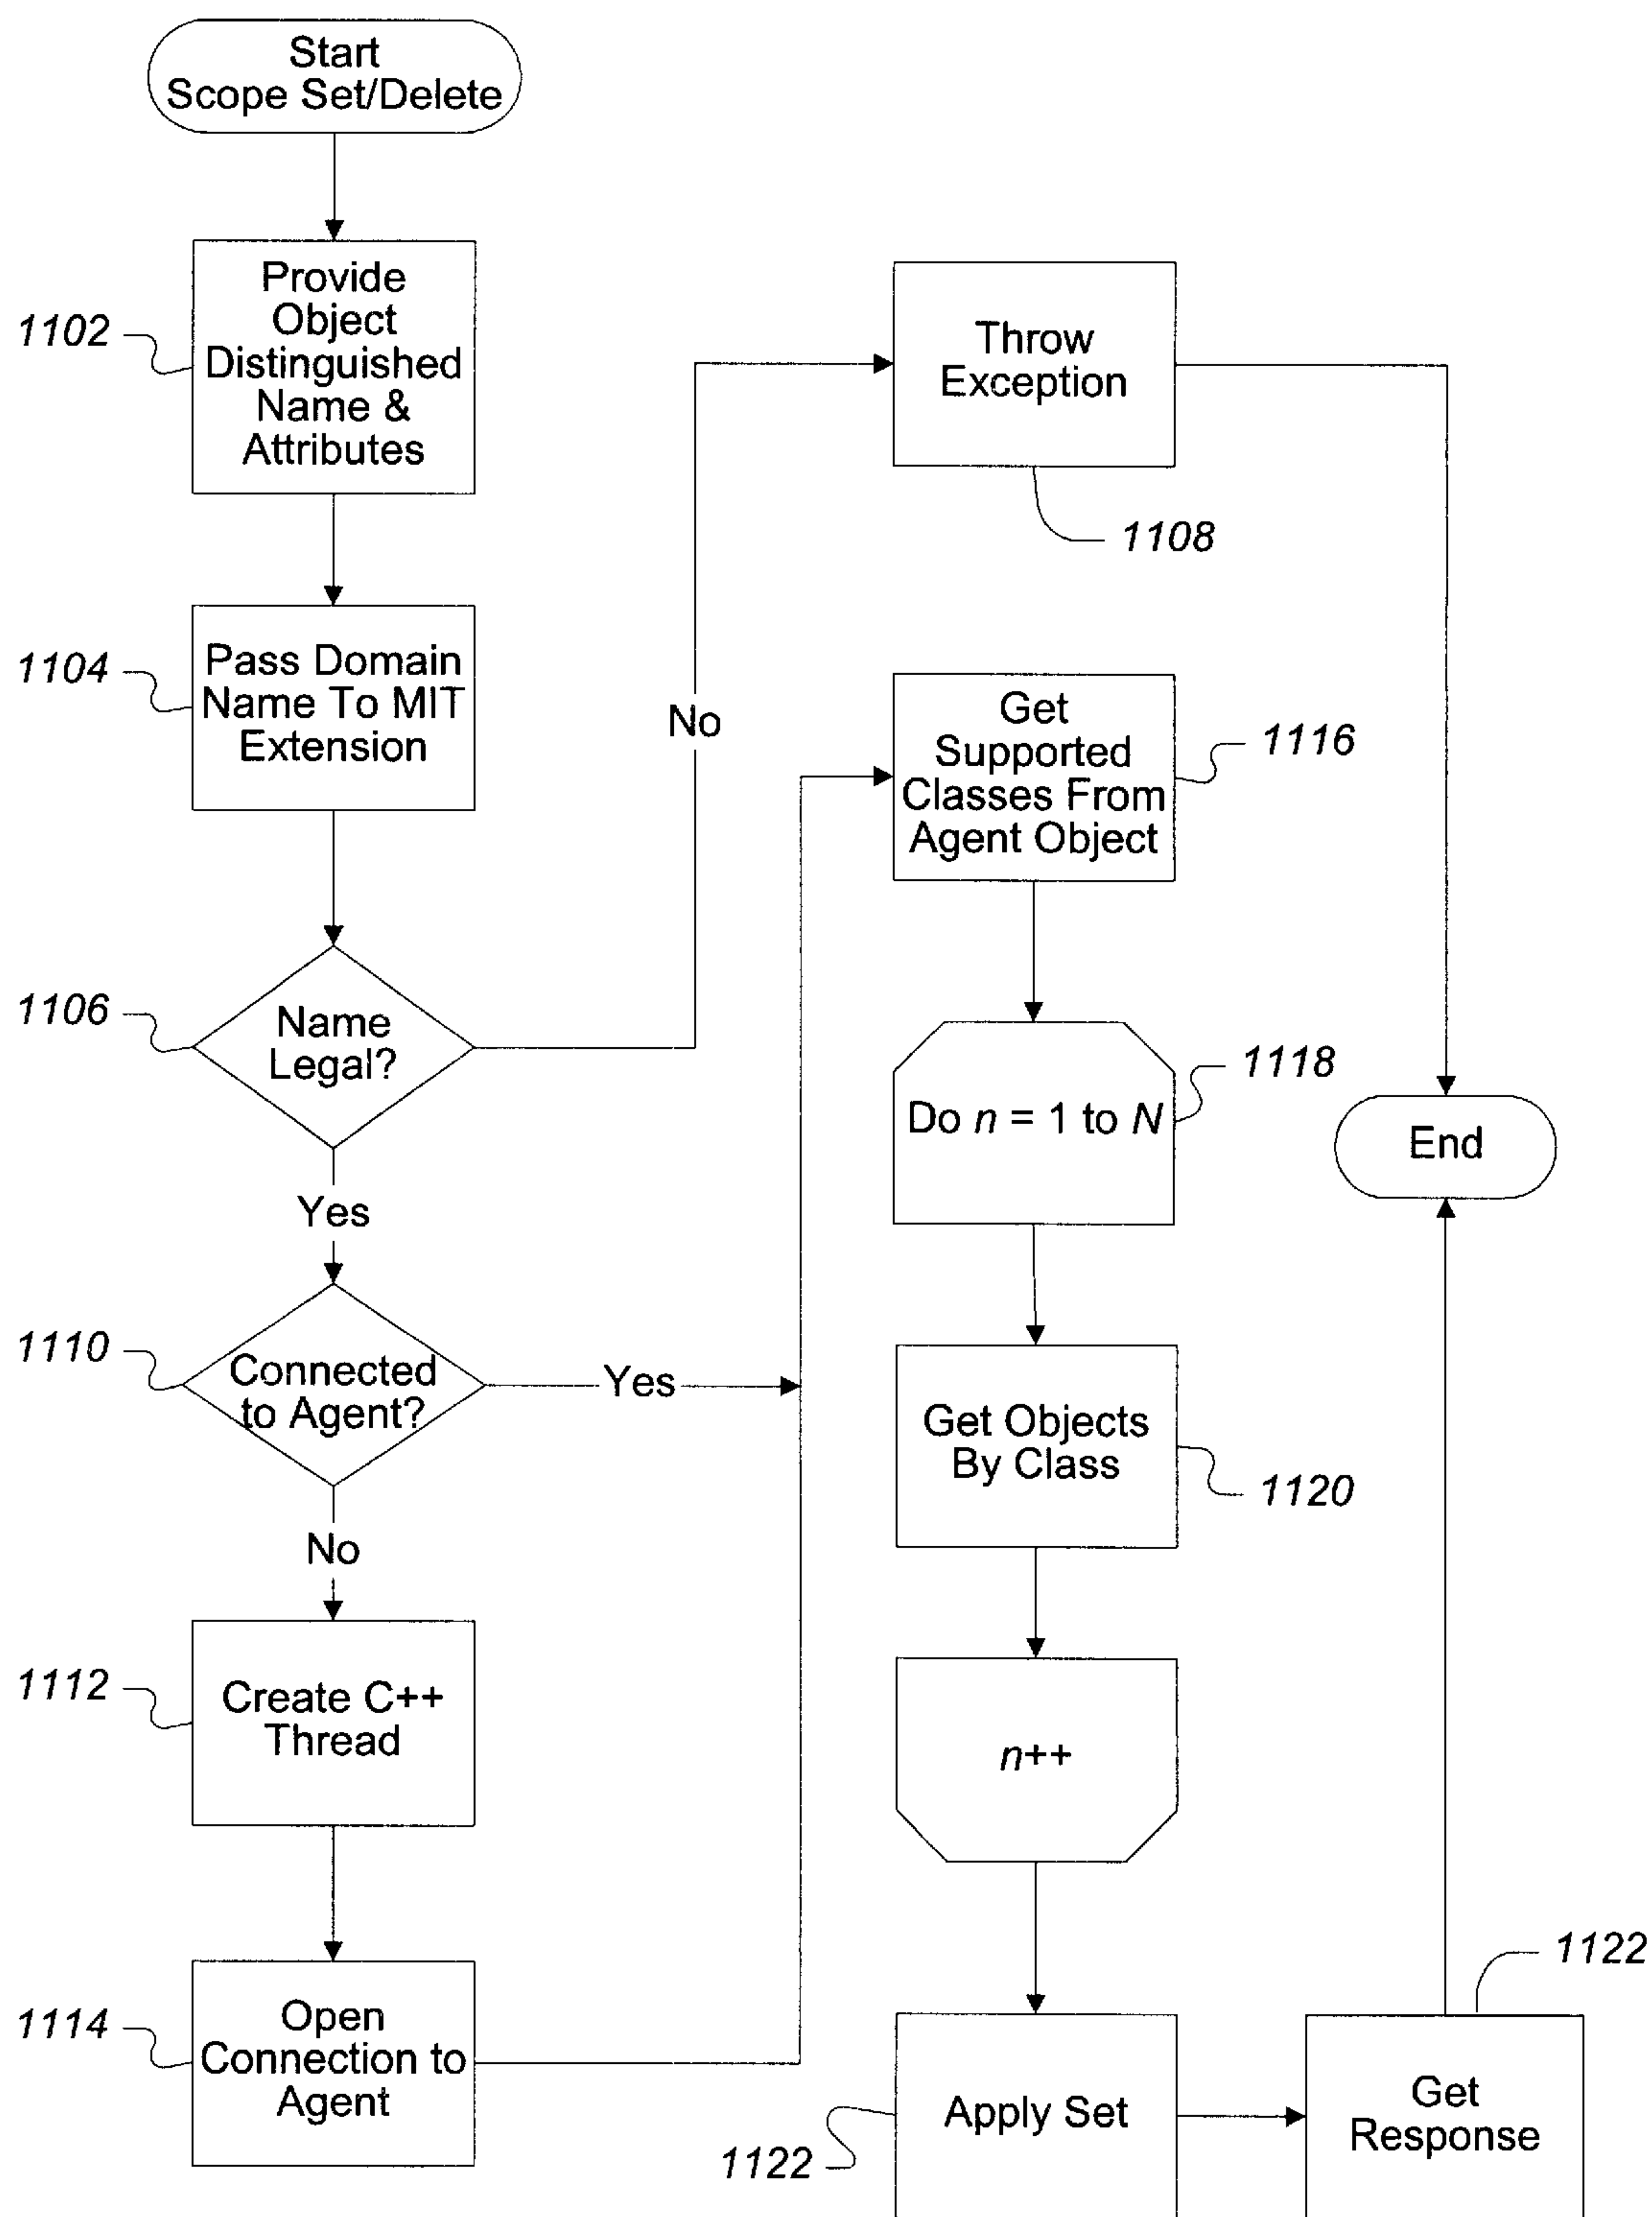 Start
Scope Set/Delete
1102
Provide
Object
Distinguished
Name &
Attributes
1104
Pass Domain
Name To MIT
Extension
1106
Name
Legal?
No
Yes
1110
Connected
to Agent?
Yes
No
1112
Create C++
Thread
1114
Open
Connection to
Agent
Throw
Exception
1108
Get
Supported
Classes From
Agent Object
1116
Do n = 1 to N
1118
Get Objects
By Class
1120
n++
Apply Set
1122
Get
Response
1122
End